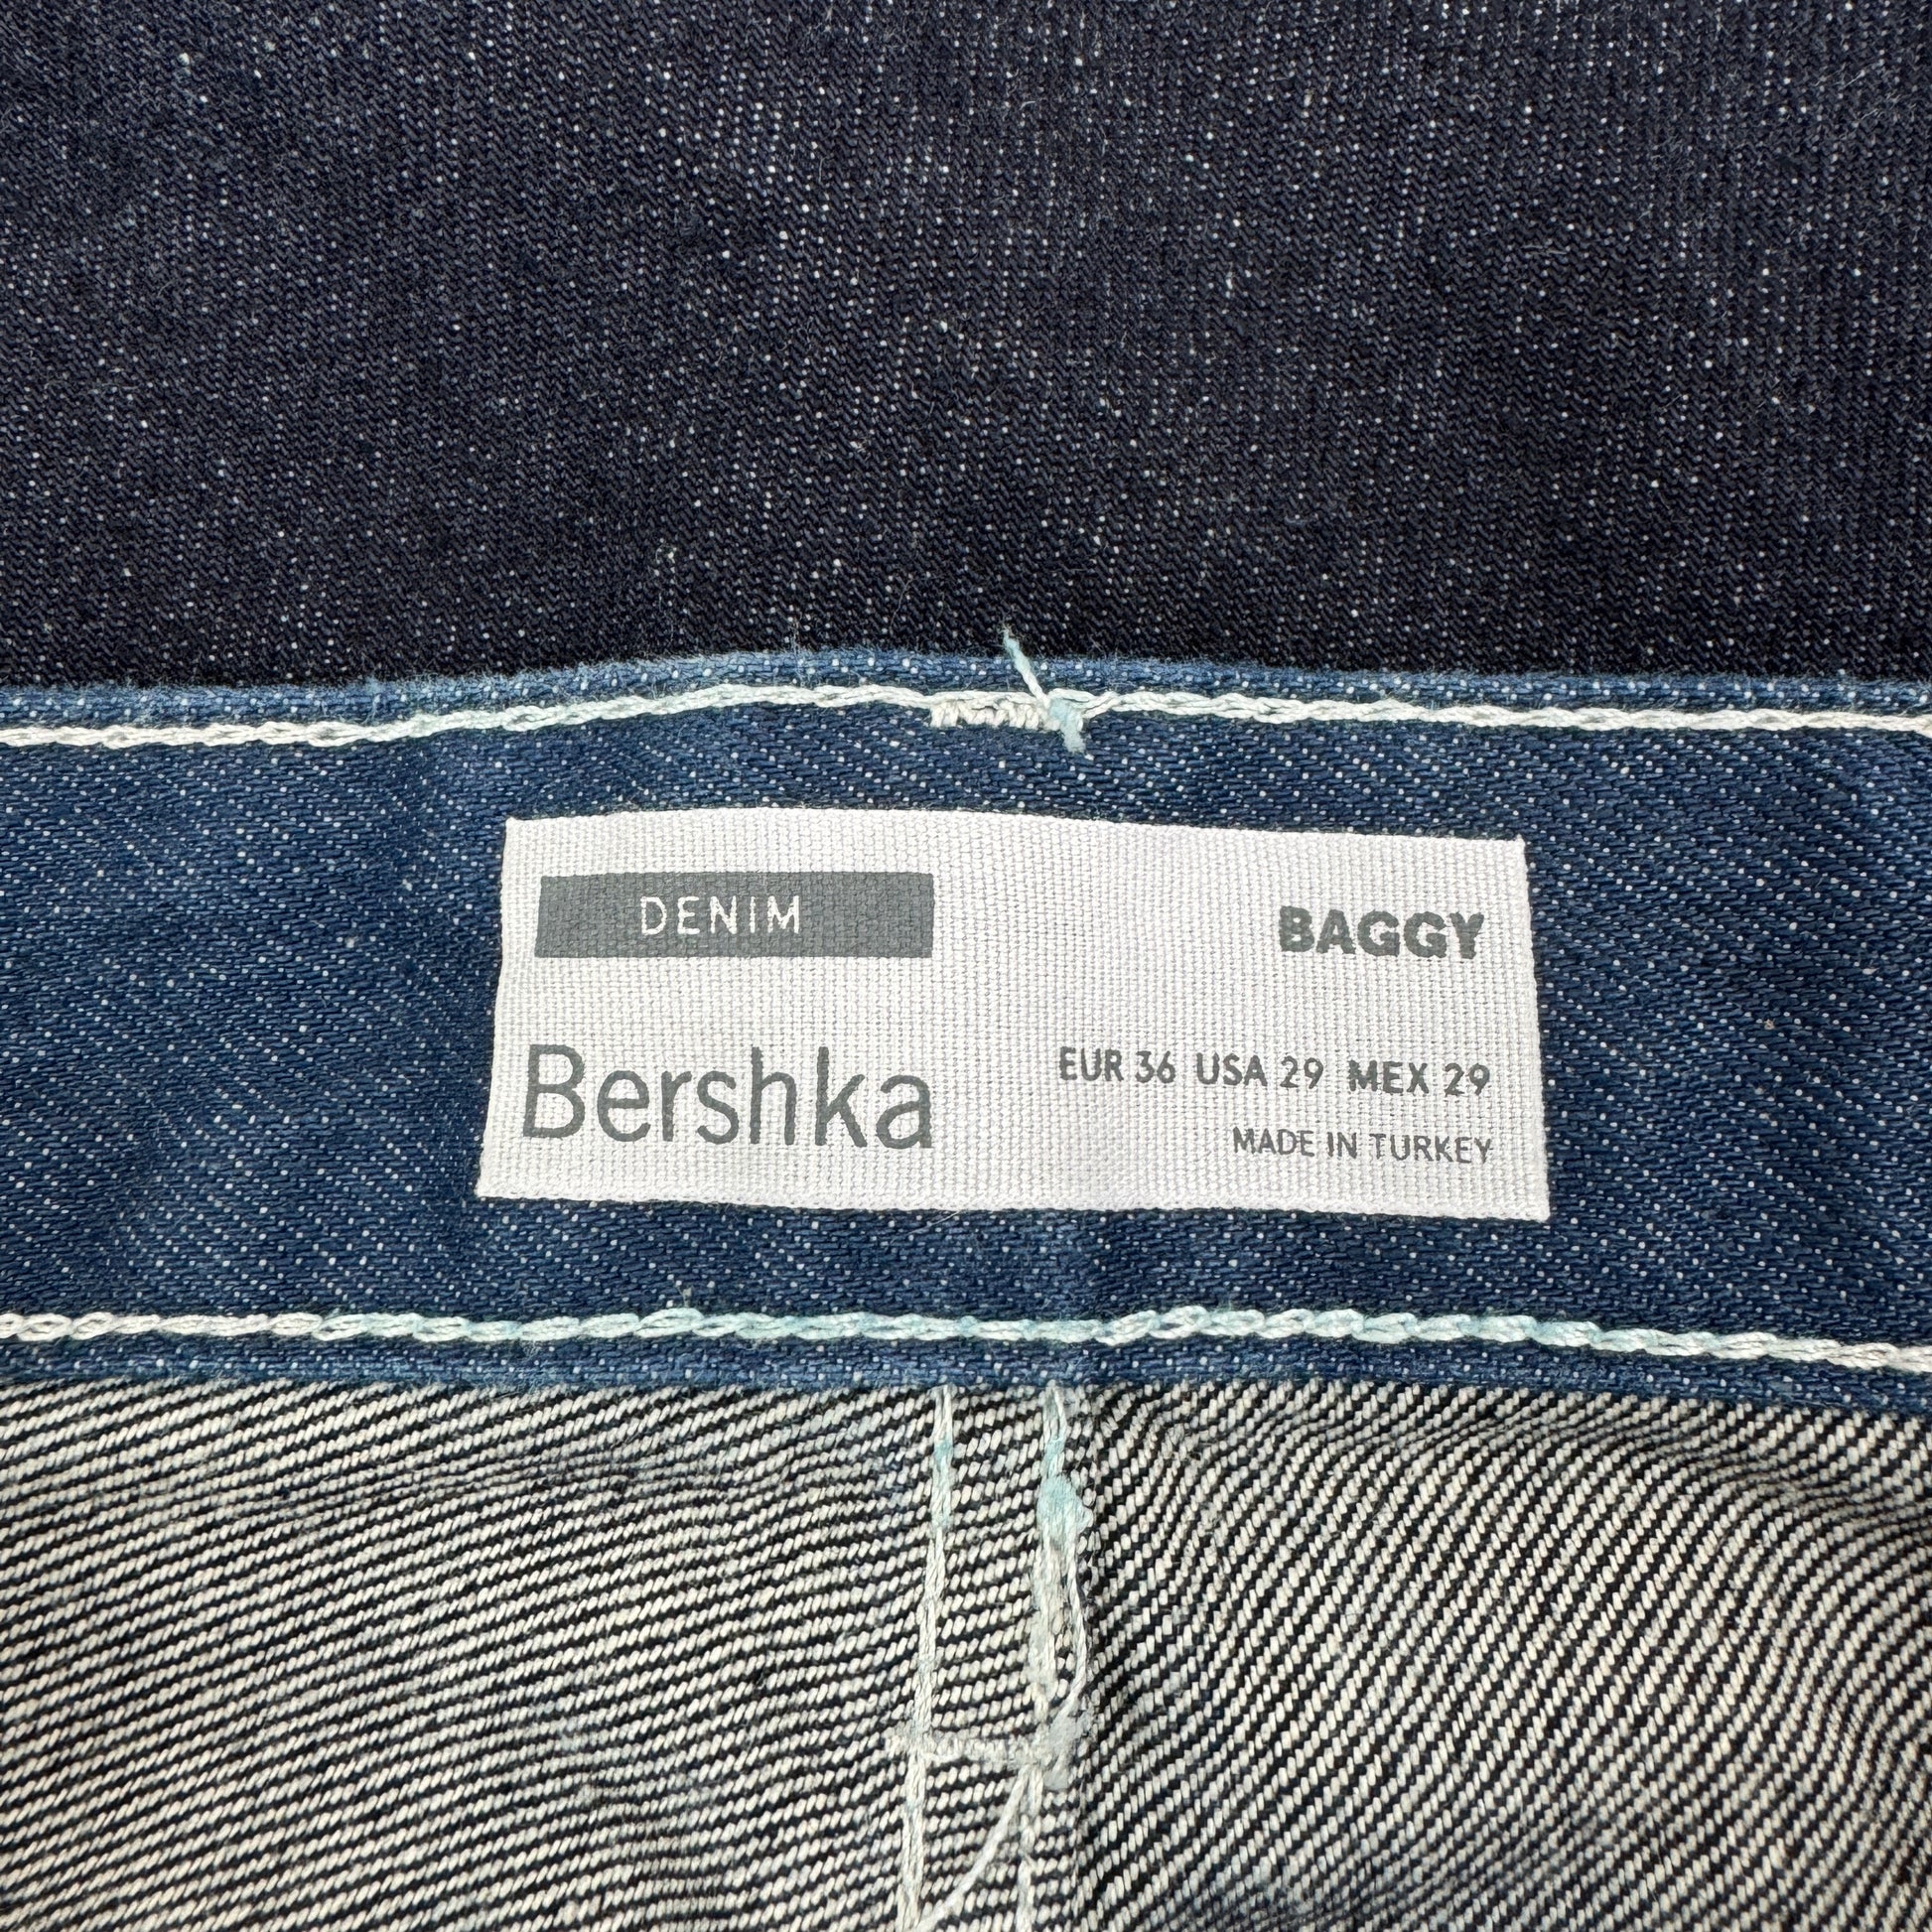 DENIM
BAGGY
Bershka
EUR 36 USA 29 MEX 29
MADE IN TURKEY